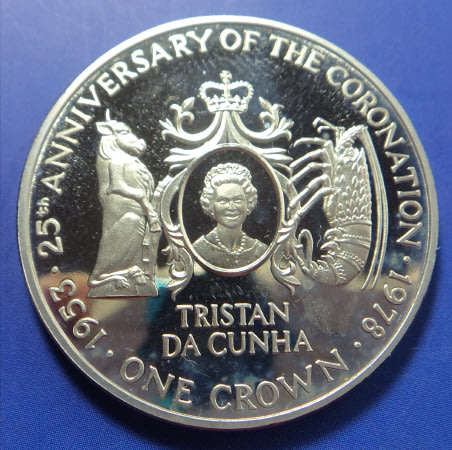 25th ANNIVERSARY OF THE CORONATION
TRISTAN
DA CUNHA
1953 · ONE CROWN · 1978